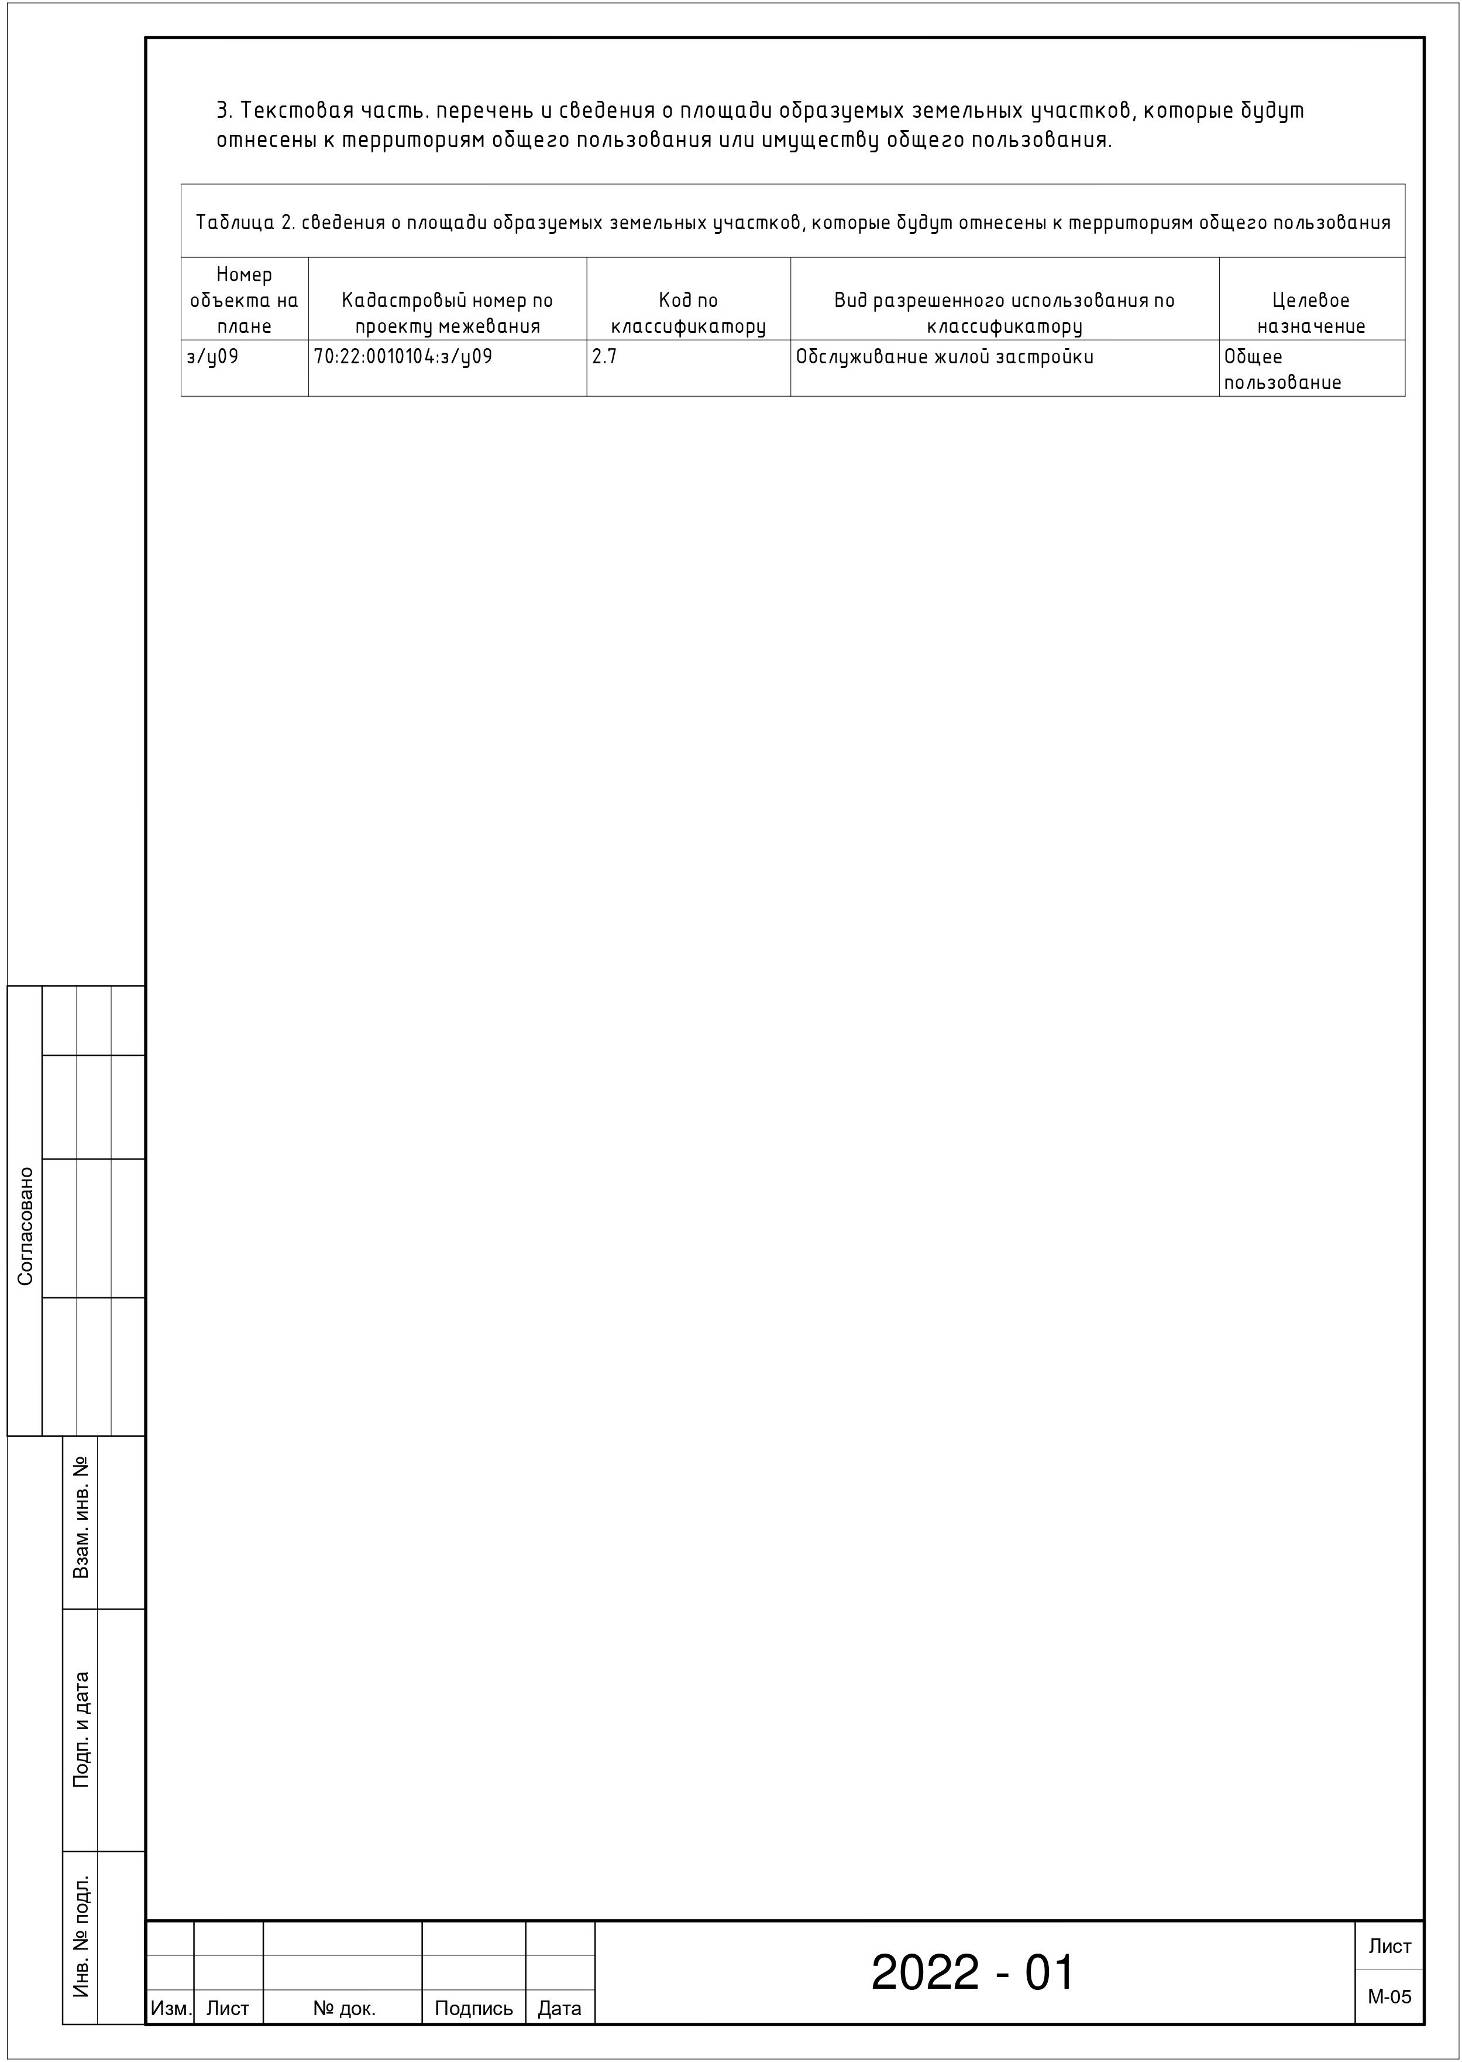 3. Текстовая часть. перечень и сведения о площади образуемых земельных участков, которые будут
отнесены к территориям общего пользования или имуществу общего пользования.
Таблица 2. сведения о площади образуемых земельных участков, которые будут отнесены к территориям общего пользования
Номер
объекта на
плане
Кадастровый номер по
проекту межевания
Код по
классификатору
Вид разрешенного использования по
классификатору
Целевое
назначение
з/у09
70:22:0010104:з/у09
2.7
Обслуживание жилой застройки
Общее
пользование
Согласовано
Взам. инв. №
Подп. и дата
Инв. № подл.
Изм.
Лист
№ док.
Подпись
Дата
2022 - 01
Лист
М-05